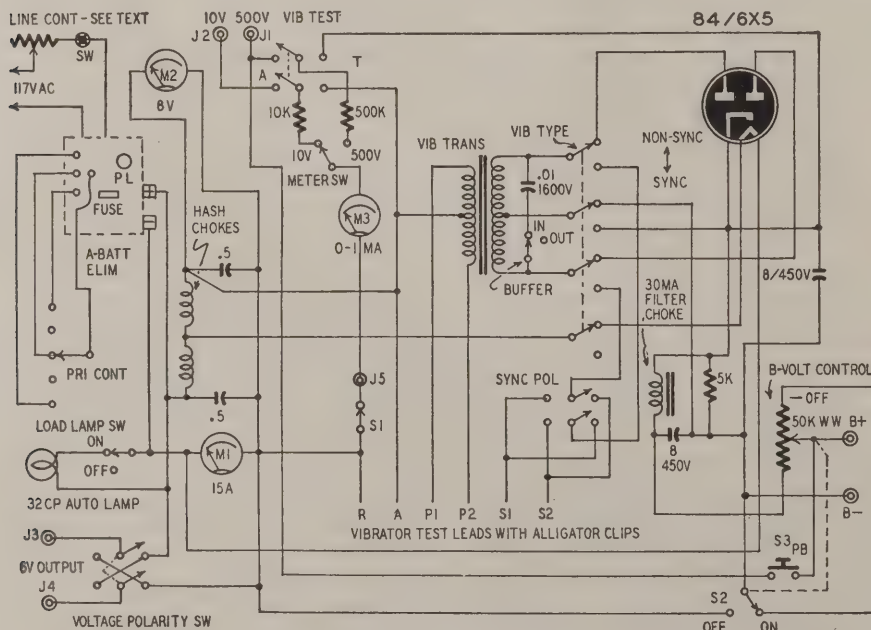 LINE CONT - SEE TEXT
SW
117VAC
M2
8V
10V 500V VIB TEST
J2
J1
A
T
10K
500K
10V
500V
METER SW
M3
0-1 MA
84/6X5
VIB TRANS
VIB TYPE
NON-SYNC
SYNC
.01
1600V
IN
OUT
BUFFER
PL
FUSE
A-BATT
ELIM
HASH
CHOKES
.5
PRI CONT
.5
8/450V
30MA
FILTER
CHOKE
5K
B-VOLT CONTROL
OFF
50K WW
B+
B-
8
450V
SYNC POL
J5
S1
LOAD LAMP SW
ON
OFF
M1
15A
32CP AUTO LAMP
R A P1 P2 S1 S2
VIBRATOR TEST LEADS WITH ALLIGATOR CLIPS
J3
6V OUTPUT
J4
VOLTAGE POLARITY SW
S3
PB
S2
OFF
ON